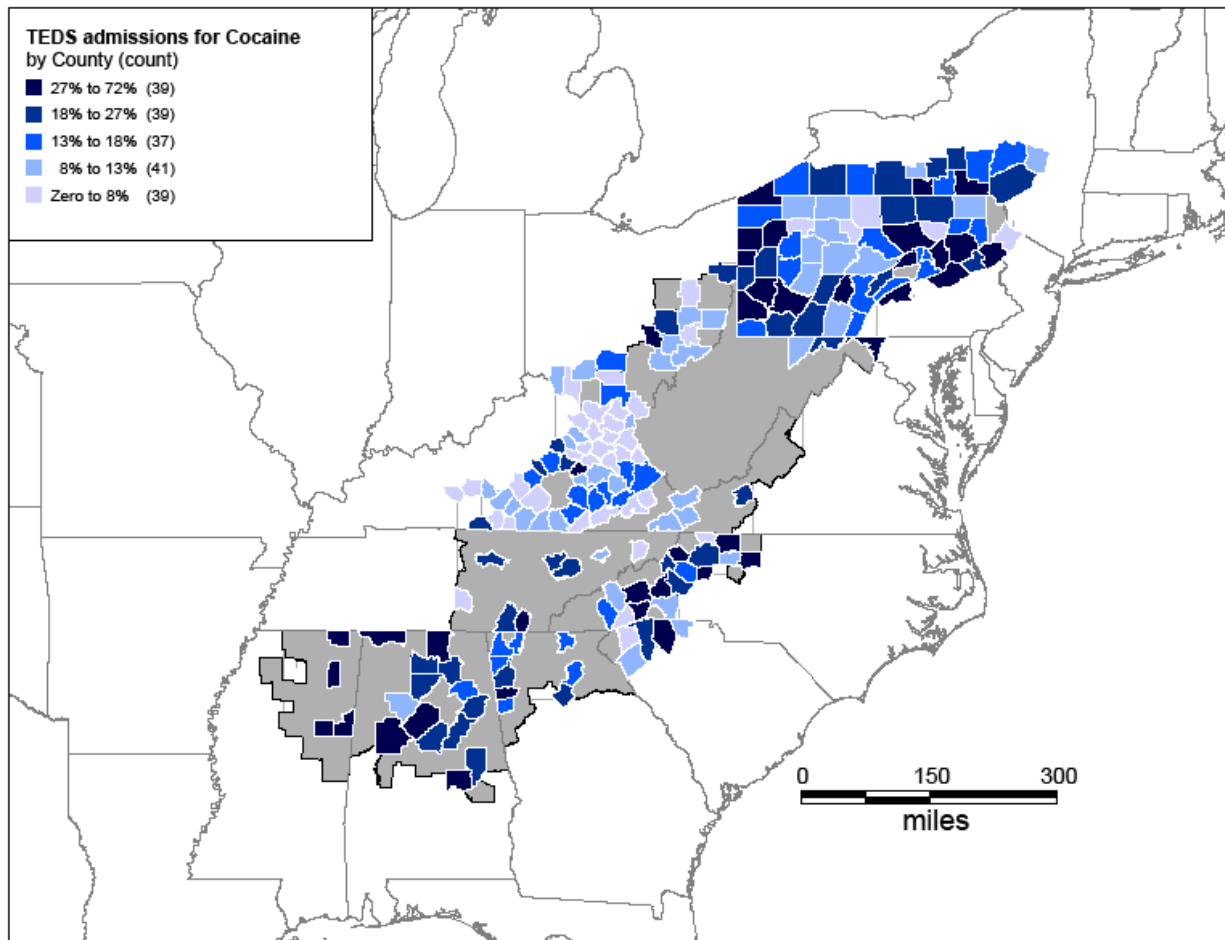 TEDS admissions for Cocaine
by County (count)
27% to 72% (39)
18% to 27% (39)
13% to 18% (37)
8% to 13% (41)
Zero to 8% (39)
0 150 300
miles